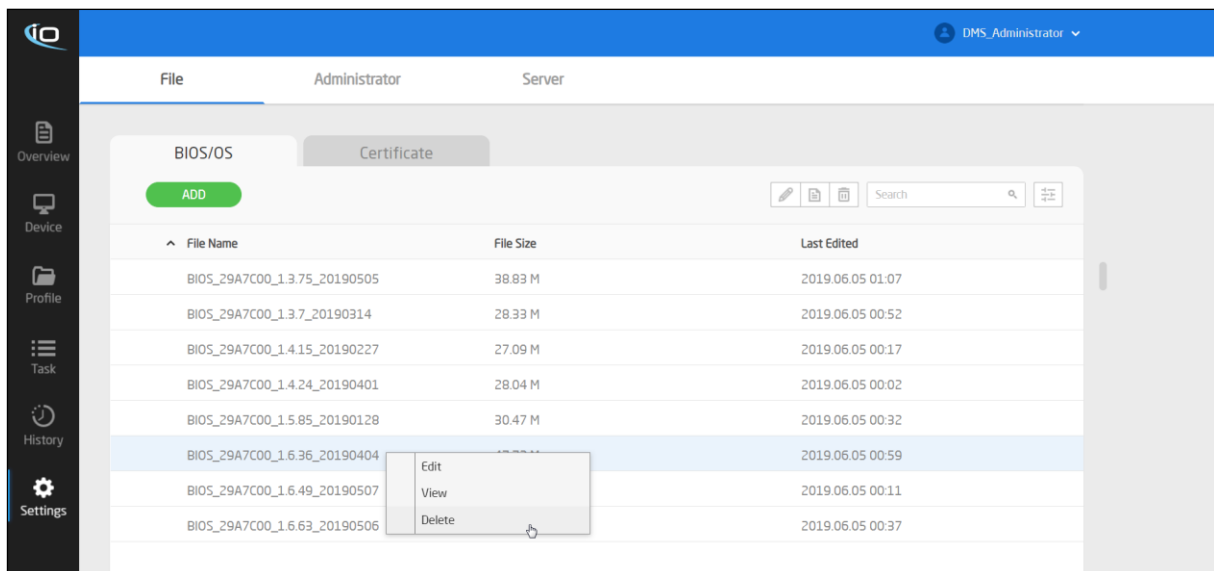 iO
DMS_Administrator
File Administrator Server
Overview
BIOS/OS Certificate
ADD Search
Device
File Name File Size Last Edited
BIOS_29A7C00_1.3.75_20190505 38.83 M 2019.06.05 01:07
Profile
BIOS_29A7C00_1.3.7_20190314 28.33 M 2019.06.05 00:52
BIOS_29A7C00_1.4.15_20190227 27.09 M 2019.06.05 00:17
Task
BIOS_29A7C00_1.4.24_20190401 28.04 M 2019.06.05 00:02
BIOS_29A7C00_1.5.85_20190128 30.47 M 2019.06.05 00:32
History
BIOS_29A7C00_1.6.36_20190404 2019.06.05 00:59
Edit
BIOS_29A7C00_1.6.49_20190507 View 2019.06.05 00:11
Settings
BIOS_29A7C00_1.6.63_20190506 Delete 2019.06.05 00:37